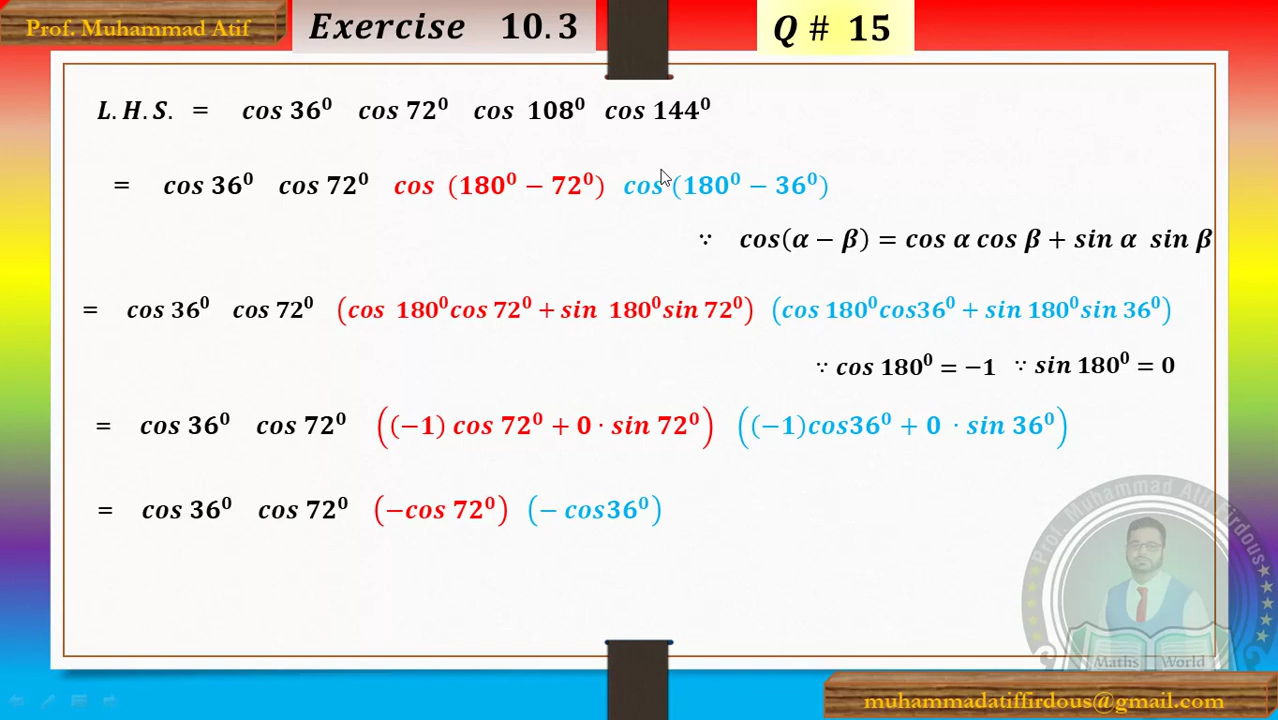 Prof. Muhammad Atif
Exercise 10.3
Q # 15
L.H.S. = cos 36⁰ cos 72⁰ cos 108⁰ cos 144⁰
= cos 36⁰ cos 72⁰ cos (180⁰ − 72⁰) cos (180⁰ − 36⁰)
∵ cos(α − β) = cos α cos β + sin α sin β
= cos 36⁰ cos 72⁰ (cos 180⁰cos 72⁰ + sin 180⁰sin 72⁰) (cos 180⁰cos36⁰ + sin 180⁰sin 36⁰)
∵ cos 180⁰ = −1 ∵ sin 180⁰ = 0
= cos 36⁰ cos 72⁰ ((−1) cos 72⁰ + 0 · sin 72⁰) ((−1)cos36⁰ + 0 · sin 36⁰)
= cos 36⁰ cos 72⁰ (−cos 72⁰) (− cos36⁰)
Prof. Muhammad Atif Firdous
Maths World
muhammadatiffirdous@gmail.com